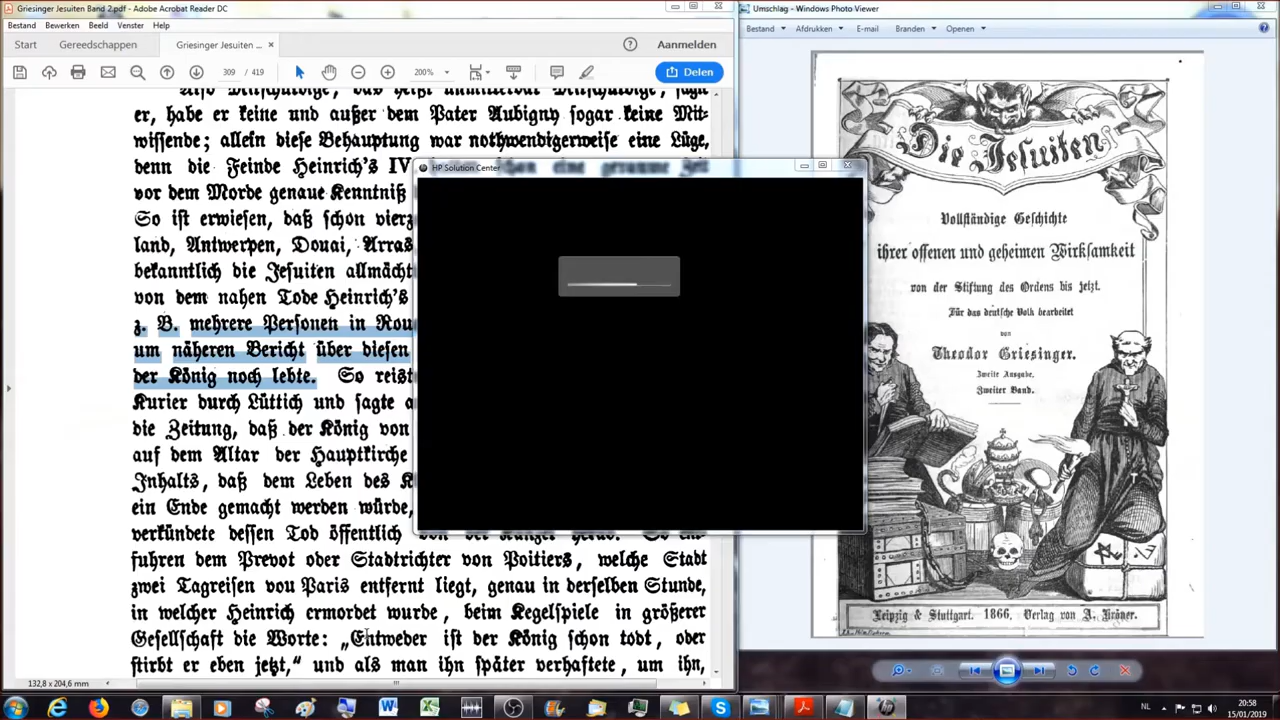 Griesinger Jesuiten Band 2.pdf - Adobe Acrobat Reader DC
Bestand Bewerken Beeld Venster Help
Start Gereedschappen Griesinger Jesuiten ... × Aanmelden
309 / 419 200% Delen
er, habe er keine und außer dem Pater Aubigny sogar keine Mit-
wissende; allein diese Behauptung war nothwendigerweise eine Lüge,
denn die Feinde Heinrich's IV schon eine geraume Zeit
vor dem Morde genaue Kenntniß
So ist erwiesen, daß schon vierz
land, Antwerpen, Douai, Arras
bekanntlich die Jesuiten allmächt
von dem nahen Tode Heinrich's
z. B. mehrere Personen in Rou
um näheren Bericht über diesen
der König noch lebte. So reist
Kurier durch Lüttich und sagte a
die Zeitung, daß der König von
auf dem Altar der Hauptkirche
Inhalts, daß dem Leben des K
ein Ende gemacht werden würde,
verkündete dessen Tod öffentlich von der Kanzel herab. So ent-
fuhren dem Prevot oder Stadtrichter von Poitiers, welche Stadt
zwei Tagreisen von Paris entfernt liegt, genau in derselben Stunde,
in welcher Heinrich ermordet wurde, beim Kegelspiele in größerer
Gesellschaft die Worte: „Entweder ist der König schon todt, oder
stirbt er eben jetzt,“ und als man ihn später verhaftete, um ihn,
132,8 x 204,6 mm
HP Solution Center
Umschlag - Windows Photo Viewer
Bestand Afdrukken E-mail Branden Openen
Die Jesuiten
Vollständige Geschichte
ihrer offenen und geheimen Wirksamkeit
von der Stiftung des Ordens bis jetzt.
Für das deutsche Volk bearbeitet
von
Theodor Griesinger.
Zweite Ausgabe.
Zweiter Band.
Leipzig & Stuttgart. 1866. Verlag von A. Kröner.
NL 20:58
15/01/2019